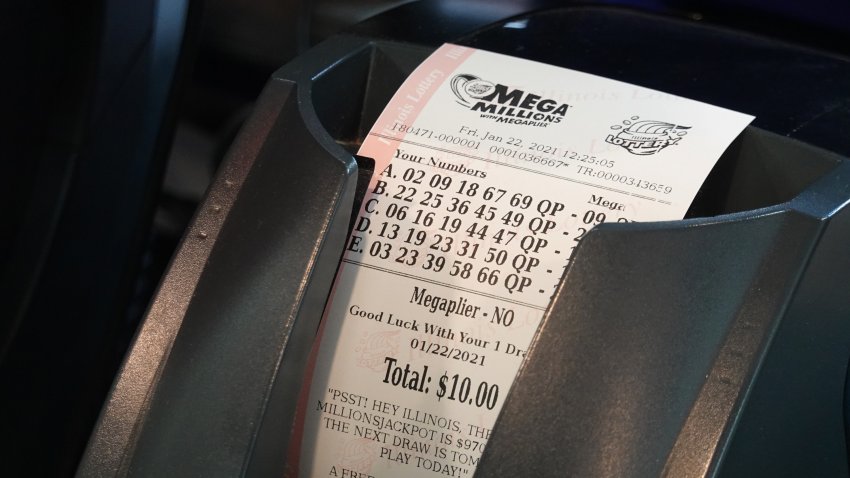 Illinois Lottery
MEGA
MILLIONS
WITH MEGAPLIER
ILLINOIS
LOTTERY
Fri. Jan 22, 2021 12:25:05
180471-000001 0001036667* TR:0000343659
Your Numbers Mega
A. 02 09 18 67 69 QP - 09
B. 22 25 36 45 49 QP -
C. 06 16 19 44 47 QP -
D. 13 19 23 31 50 QP -
E. 03 23 39 58 66 QP -
Megaplier - NO
Good Luck With Your 1
01/22/2021
Total: $10.00
"PSST! HEY ILLINOIS, THE
MILLIONSJACKPOT IS $970
THE NEXT DRAW IS
PLAY TODAY!"
A